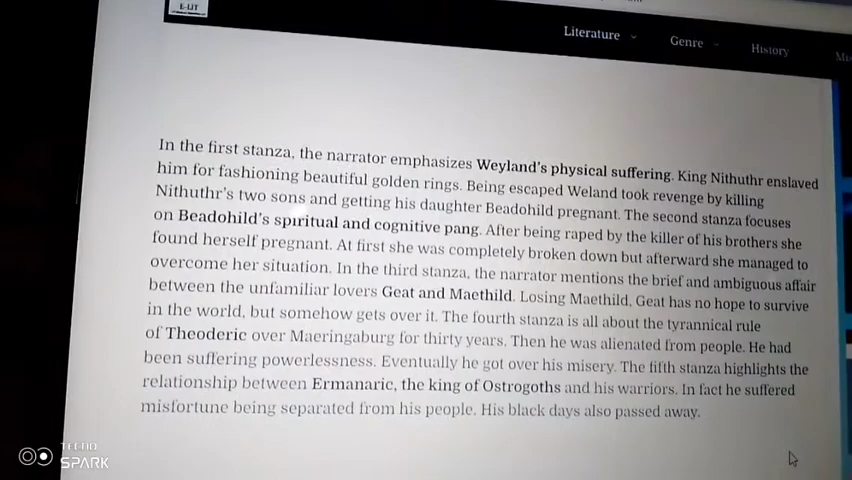 E-LIT
Literature
Genre
History
In the first stanza, the narrator emphasizes Weyland's physical suffering. King Nithuthr enslaved
him for fashioning beautiful golden rings. Being escaped Weland took revenge by killing
Nithuthr's two sons and getting his daughter Beadohild pregnant. The second stanza focuses
on Beadohild's spiritual and cognitive pang. After being raped by the killer of his brothers she
found herself pregnant. At first she was completely broken down but afterward she managed to
overcome her situation. In the third stanza, the narrator mentions the brief and ambiguous affair
between the unfamiliar lovers Geat and Maethild. Losing Maethild, Geat has no hope to survive
in the world, but somehow gets over it. The fourth stanza is all about the tyrannical rule
of Theoderic over Maeringaburg for thirty years. Then he was alienated from people. He had
been suffering powerlessness. Eventually he got over his misery. The fifth stanza highlights the
relationship between Ermanaric, the king of Ostrogoths and his warriors. In fact he suffered
misfortune being separated from his people. His black days also passed away.
TECNO
SPARK